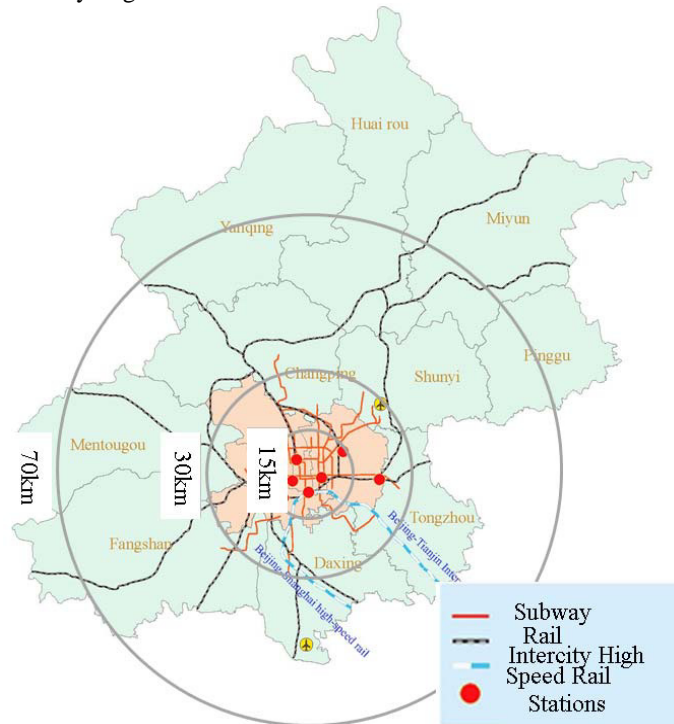 Huai rou
Miyun
Yanqing
Pinggu
Shunyi
Changping
Mentougou
70km
30km
15km
Tongzhou
Fangshan
Daxing
Beijing-Tianjin Inter
Beijing-Shanghai high-speed rail
Subway
Rail
Intercity High
Speed Rail
Stations